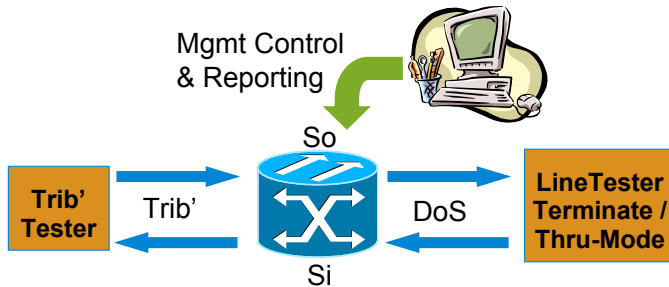 Mgmt Control
& Reporting
So
Trib'
Tester
Trib'
DoS
LineTester
Terminate /
Thru-Mode
Si